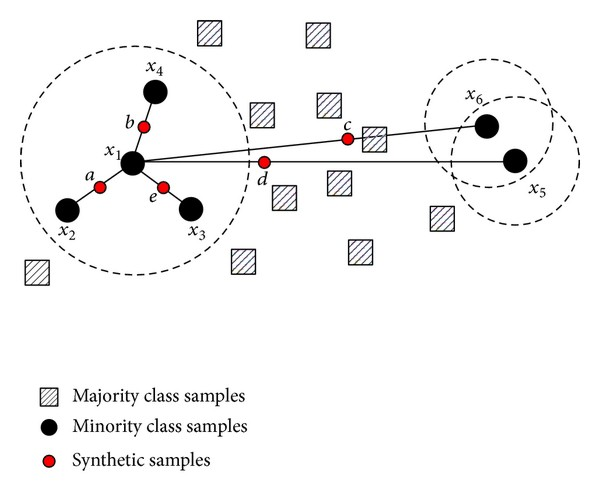 x4
b
x1
a
e
x2
x3
c
d
x6
x5
Majority class samples
Minority class samples
Synthetic samples